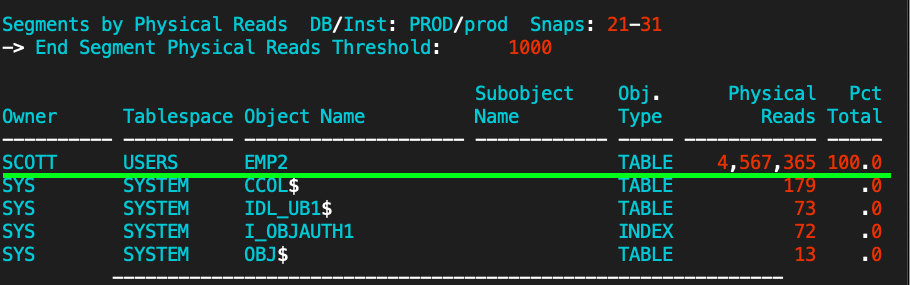 Segments by Physical Reads  DB/Inst: PROD/prod  Snaps: 21-31
-> End Segment Physical Reads Threshold:      1000
                                           Subobject    Obj.      Physical   Pct
Owner      Tablespace Object Name          Name         Type         Reads Total
---------- ---------- -------------------- ------------ ----- ------------ -----
SCOTT      USERS      EMP2                              TABLE    4,567,365 100.0
SYS        SYSTEM     CCOL$                             TABLE          179    .0
SYS        SYSTEM     IDL_UB1$                          TABLE           73    .0
SYS        SYSTEM     I_OBJAUTH1                        INDEX           72    .0
SYS        SYSTEM     OBJ$                              TABLE           13    .0
          -------------------------------------------------------------